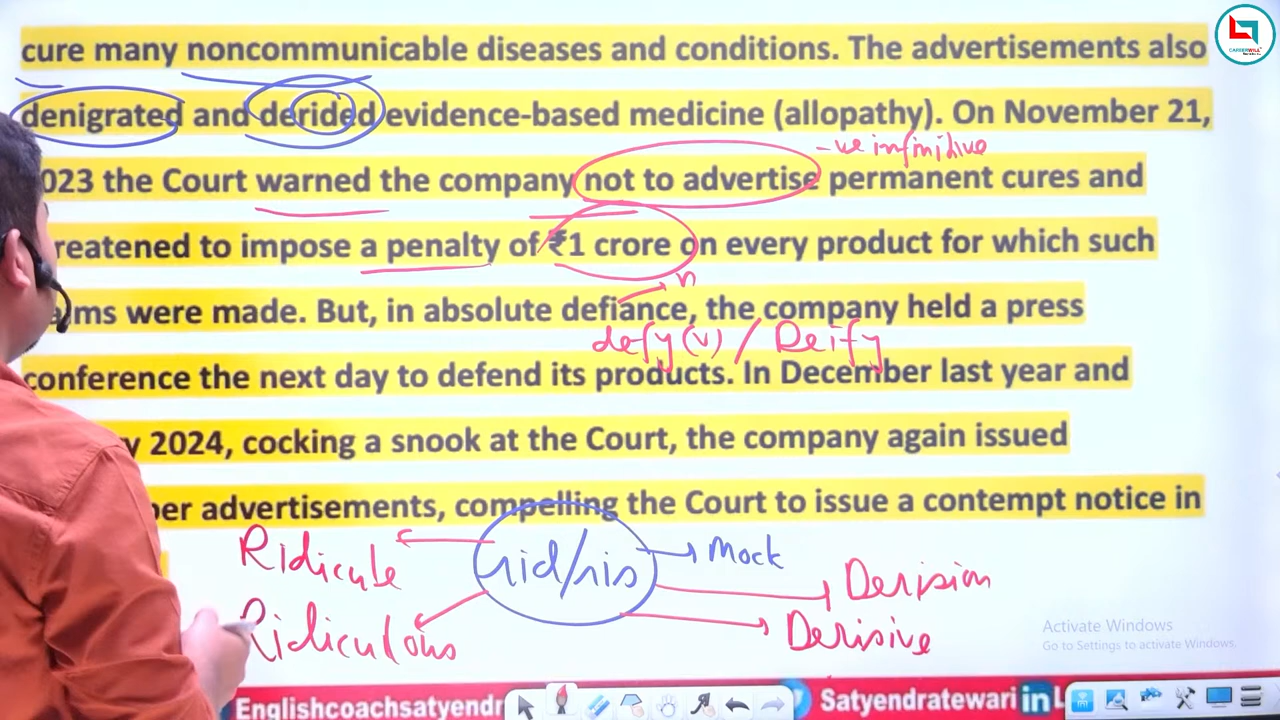 cure many noncommunicable diseases and conditions. The advertisements also
CAREERWILL
denigrated and derided evidence-based medicine (allopathy). On November 21,
-ve infinitive
023 the Court warned the company not to advertise permanent cures and
reatened to impose a penalty of ₹1 crore on every product for which such
n
ms were made. But, in absolute defiance, the company held a press
defy(v) / Deify
conference the next day to defend its products. In December last year and
y 2024, cocking a snook at the Court, the company again issued
per advertisements, compelling the Court to issue a contempt notice in
Ridicule rid/ris Mock Derision
Ridiculous Derisive
Activate Windows
Go to Settings to activate Windows.
Englishcoachsatyendr Satyendratewari in L